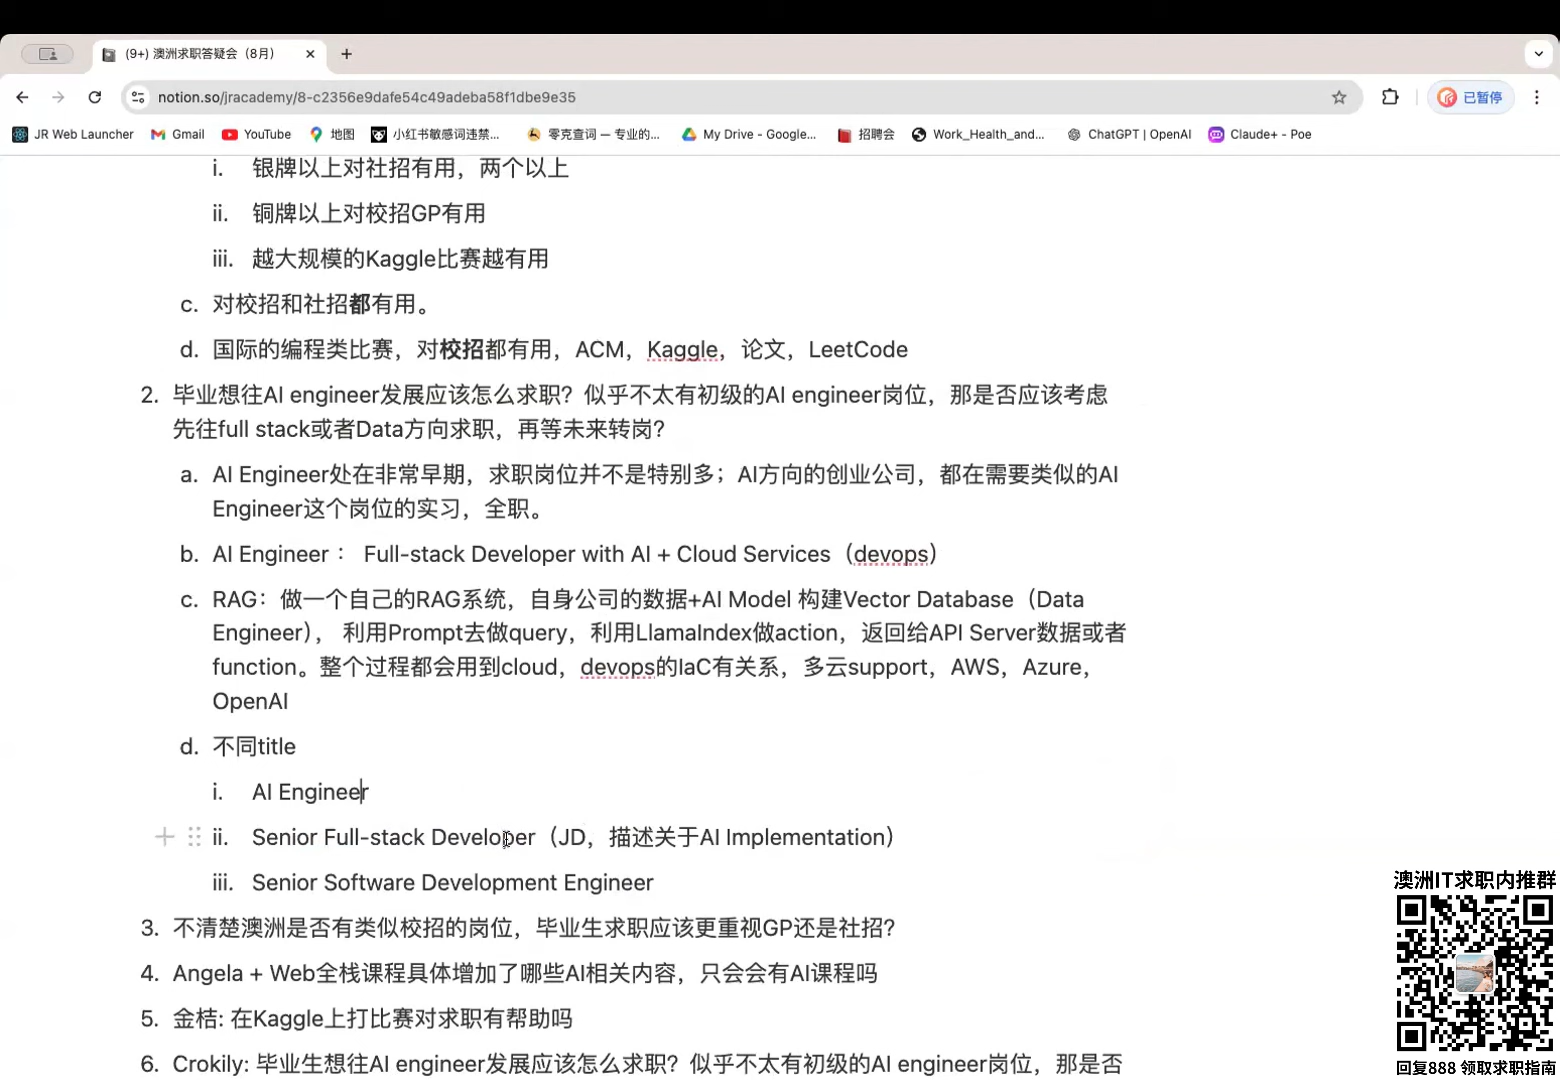 (9+) 澳洲求职答疑会（8月）
notion.so/jracademy/8-c2356e9dafe54c49adeba58f1dbe9e35
已暂停
JR Web Launcher
Gmail
YouTube
地图
小红书敏感词违禁...
零克查词 — 专业的...
My Drive - Google...
招聘会
Work_Health_and...
ChatGPT | OpenAI
Claude+ - Poe
i. 银牌以上对社招有用，两个以上
ii. 铜牌以上对校招GP有用
iii. 越大规模的Kaggle比赛越有用
c. 对校招和社招都有用。
d. 国际的编程类比赛，对校招都有用，ACM，Kaggle，论文，LeetCode
2. 毕业想往AI engineer发展应该怎么求职？似乎不太有初级的AI engineer岗位，那是否应该考虑
先往full stack或者Data方向求职，再等未来转岗？
a. AI Engineer处在非常早期，求职岗位并不是特别多；AI方向的创业公司，都在需要类似的AI
Engineer这个岗位的实习，全职。
b. AI Engineer： Full-stack Developer with AI + Cloud Services（devops）
c. RAG：做一个自己的RAG系统，自身公司的数据+AI Model 构建Vector Database（Data
Engineer）， 利用Prompt去做query，利用LlamaIndex做action，返回给API Server数据或者
function。整个过程都会用到cloud，devops的IaC有关系，多云support，AWS，Azure，
OpenAI
d. 不同title
i. AI Engineer
ii. Senior Full-stack Developer（JD，描述关于AI Implementation）
iii. Senior Software Development Engineer
3. 不清楚澳洲是否有类似校招的岗位，毕业生求职应该更重视GP还是社招？
4. Angela + Web全栈课程具体增加了哪些AI相关内容，只会会有AI课程吗
5. 金桔: 在Kaggle上打比赛对求职有帮助吗
6. Crokily: 毕业生想往AI engineer发展应该怎么求职？似乎不太有初级的AI engineer岗位，那是否
澳洲IT求职内推群
回复888 领取求职指南